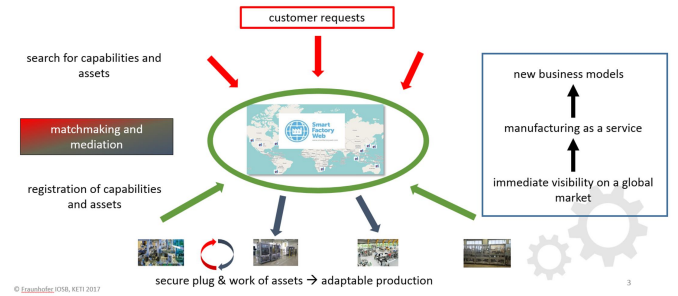 customer requests
search for capabilities and
assets
matchmaking and
mediation
registration of capabilities
and assets
Smart
Factory
Web
new business models
manufacturing as a service
immediate visibility on a global
market
secure plug & work of assets → adaptable production
© Fraunhofer IOSB, KETI 2017
3